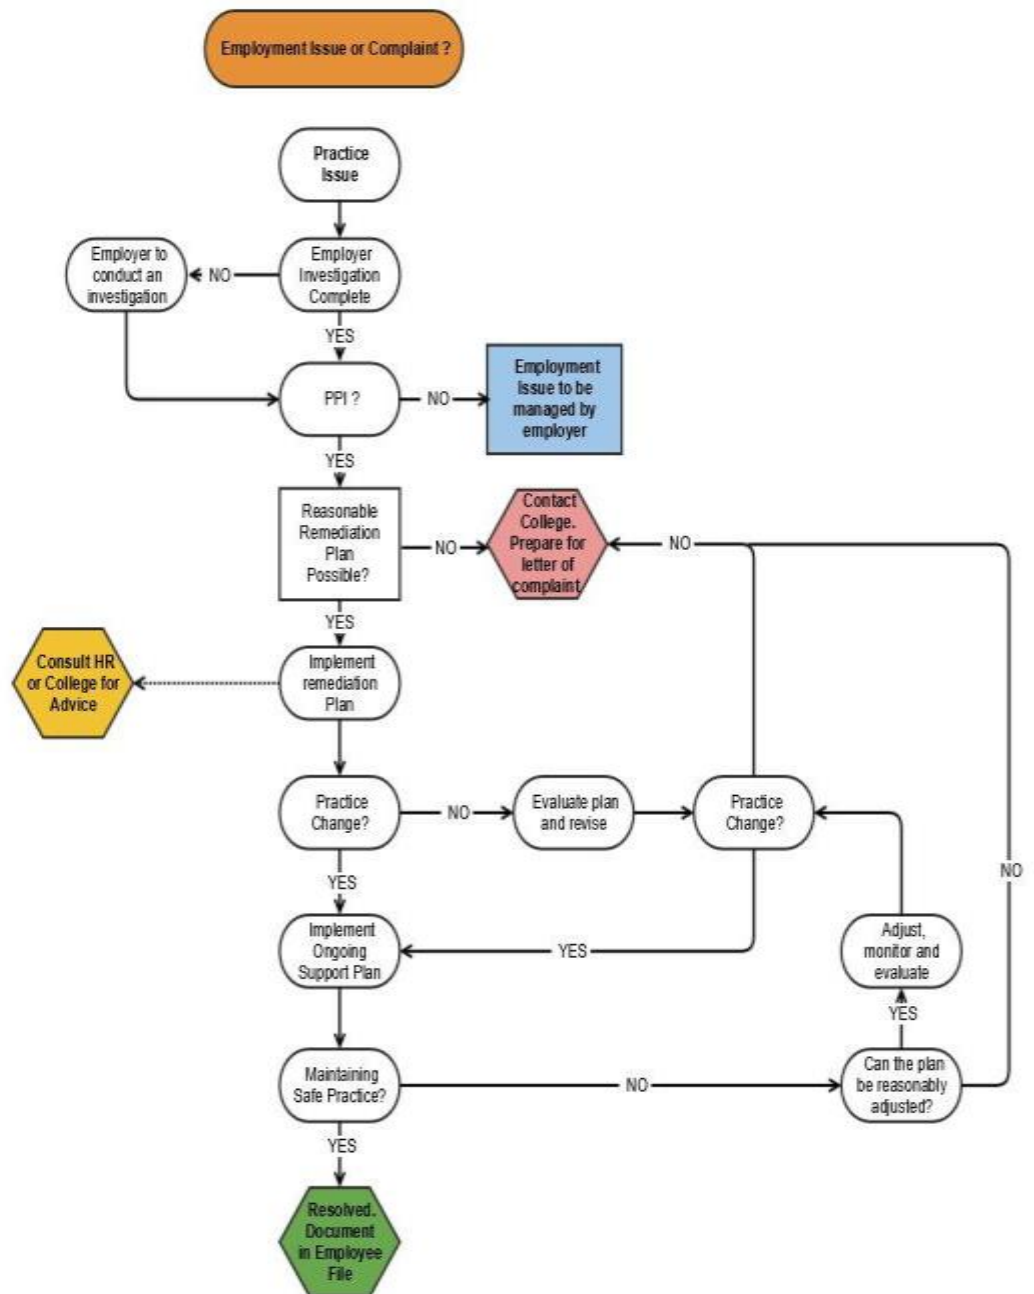 Employment Issue or Complaint ?
Practice
Issue
Employer to
conduct an
investigation
NO
Employer
Investigation
Complete
YES
PPI ?
NO
Employment
Issue to be
managed by
employer
YES
Reasonable
Remediation
Plan
Possible?
NO
Contact
College.
Prepare for
letter of
complaint
NO
YES
Consult HR
or College for
Advice
Implement
remediation
Plan
Practice
Change?
NO
Evaluate plan
and revise
Practice
Change?
NO
YES
Implement
Ongoing
Support Plan
YES
Adjust,
monitor and
evaluate
YES
Maintaining
Safe Practice?
NO
Can the plan
be reasonably
adjusted?
YES
Resolved.
Document
in Employee
File